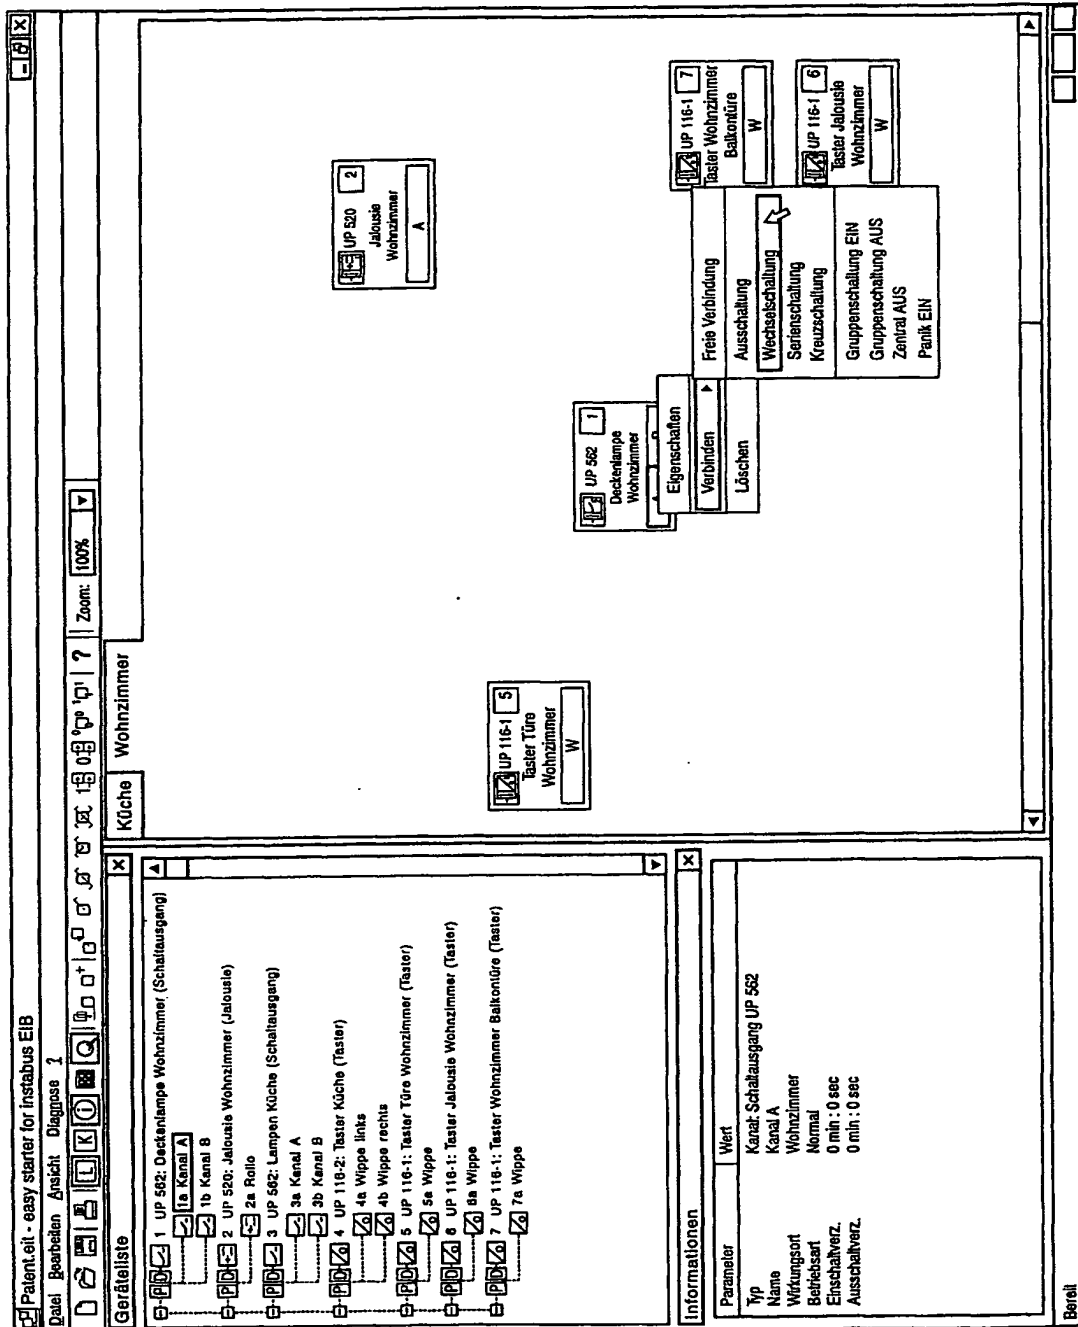 Patent.eit - easy starter for instabus EIB
Datei Bearbeiten Ansicht Diagnose ?
L K i ? Zoom: 100%
Geräteliste
P D 1 UP 562: Deckenlampe Wohnzimmer (Schaltausgang)
1a Kanal A
1b Kanal B
P D 2 UP 520: Jalousie Wohnzimmer (Jalousie)
2a Rollo
P D 3 UP 562: Lampen Küche (Schaltausgang)
3a Kanal A
3b Kanal B
P D 4 UP 116-2: Taster Küche (Taster)
4a Wippe links
4b Wippe rechts
P D 5 UP 116-1: Taster Türe Wohnzimmer (Taster)
5a Wippe
P D 6 UP 116-1: Taster Jalousie Wohnzimmer (Taster)
6a Wippe
P D 7 UP 116-1: Taster Wohnzimmer Balkontüre (Taster)
7a Wippe
Informationen
Parameter Wert
Typ Kanal: Schaltausgang UP 562
Name Kanal A
Wirkungsort Wohnzimmer
Betriebsart Normal
Einschaltverz. 0 min : 0 sec
Ausschaltverz. 0 min : 0 sec
Küche Wohnzimmer
UP 520 2
Jalousie
Wohnzimmer
A
UP 116-1 5
Taster Türe
Wohnzimmer
W
UP 562 1
Deckenlampe
Wohnzimmer
Eigenschaften
Verbinden
Löschen
Freie Verbindung
Ausschaltung
Wechselschaltung
Serienschaltung
Kreuzschaltung
Gruppenschaltung EIN
Gruppenschaltung AUS
Zentral AUS
Panik EIN
UP 116-1 7
Taster Wohnzimmer
Balkontüre
W
UP 116-1 6
Taster Jalousie
Wohnzimmer
W
Bereit